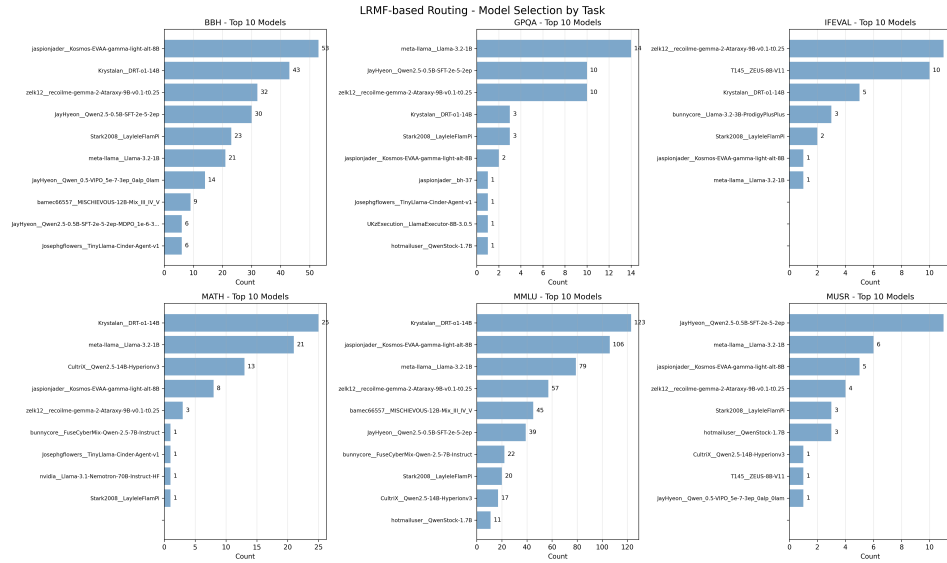 LRMF-based Routing - Model Selection by Task
BBH - Top 10 Models
jaspionjader__Kosmos-EVAA-gamma-light-alt-8B 53
Krystalan__DRT-o1-14B 43
zelk12__recoilme-gemma-2-Ataraxy-9B-v0.1-t0.25 32
JayHyeon__Qwen2.5-0.5B-SFT-2e-5-2ep 30
Stark2008__LayleleFlamPi 23
meta-llama__Llama-3.2-1B 21
JayHyeon__Qwen_0.5-VIPO_5e-7-3ep_0alp_0lam 14
bamec66557__MISCHIEVOUS-12B-Mix_III_IV_V 9
JayHyeon__Qwen2.5-0.5B-SFT-2e-5-2ep-MDPO_1e-6-3... 6
Josephgflowers__TinyLlama-Cinder-Agent-v1 6
0 10 20 30 40 50
Count
GPQA - Top 10 Models
meta-llama__Llama-3.2-1B 14
JayHyeon__Qwen2.5-0.5B-SFT-2e-5-2ep 10
zelk12__recoilme-gemma-2-Ataraxy-9B-v0.1-t0.25 10
Krystalan__DRT-o1-14B 3
Stark2008__LayleleFlamPi 3
jaspionjader__Kosmos-EVAA-gamma-light-alt-8B 2
jaspionjader__bh-37 1
Josephgflowers__TinyLlama-Cinder-Agent-v1 1
UKzExecution__LlamaExecutor-8B-3.0.5 1
hotmailuser__QwenStock-1.7B 1
0 2 4 6 8 10 12 14
Count
IFEVAL - Top 10 Models
zelk12__recoilme-gemma-2-Ataraxy-9B-v0.1-t0.25
T145__ZEUS-8B-V11 10
Krystalan__DRT-o1-14B 5
bunnycore__Llama-3.2-3B-ProdigyPlusPlus 3
Stark2008__LayleleFlamPi 2
jaspionjader__Kosmos-EVAA-gamma-light-alt-8B 1
meta-llama__Llama-3.2-1B 1
0 2 4 6 8 10
Count
MATH - Top 10 Models
Krystalan__DRT-o1-14B 25
meta-llama__Llama-3.2-1B 21
CultriX__Qwen2.5-14B-Hyperionv3 13
jaspionjader__Kosmos-EVAA-gamma-light-alt-8B 8
zelk12__recoilme-gemma-2-Ataraxy-9B-v0.1-t0.25 3
bunnycore__FuseCyberMix-Qwen-2.5-7B-Instruct 1
Josephgflowers__TinyLlama-Cinder-Agent-v1 1
nvidia__Llama-3.1-Nemotron-70B-Instruct-HF 1
Stark2008__LayleleFlamPi 1
0 5 10 15 20 25
Count
MMLU - Top 10 Models
Krystalan__DRT-o1-14B 123
jaspionjader__Kosmos-EVAA-gamma-light-alt-8B 106
meta-llama__Llama-3.2-1B 79
zelk12__recoilme-gemma-2-Ataraxy-9B-v0.1-t0.25 57
bamec66557__MISCHIEVOUS-12B-Mix_III_IV_V 45
JayHyeon__Qwen2.5-0.5B-SFT-2e-5-2ep 39
bunnycore__FuseCyberMix-Qwen-2.5-7B-Instruct 22
Stark2008__LayleleFlamPi 20
CultriX__Qwen2.5-14B-Hyperionv3 17
hotmailuser__QwenStock-1.7B 11
0 20 40 60 80 100 120
Count
MUSR - Top 10 Models
JayHyeon__Qwen2.5-0.5B-SFT-2e-5-2ep
meta-llama__Llama-3.2-1B 6
jaspionjader__Kosmos-EVAA-gamma-light-alt-8B 5
zelk12__recoilme-gemma-2-Ataraxy-9B-v0.1-t0.25 4
Stark2008__LayleleFlamPi 3
hotmailuser__QwenStock-1.7B 3
CultriX__Qwen2.5-14B-Hyperionv3 1
T145__ZEUS-8B-V11 1
JayHyeon__Qwen_0.5-VIPO_5e-7-3ep_0alp_0lam 1
0 2 4 6 8 10
Count